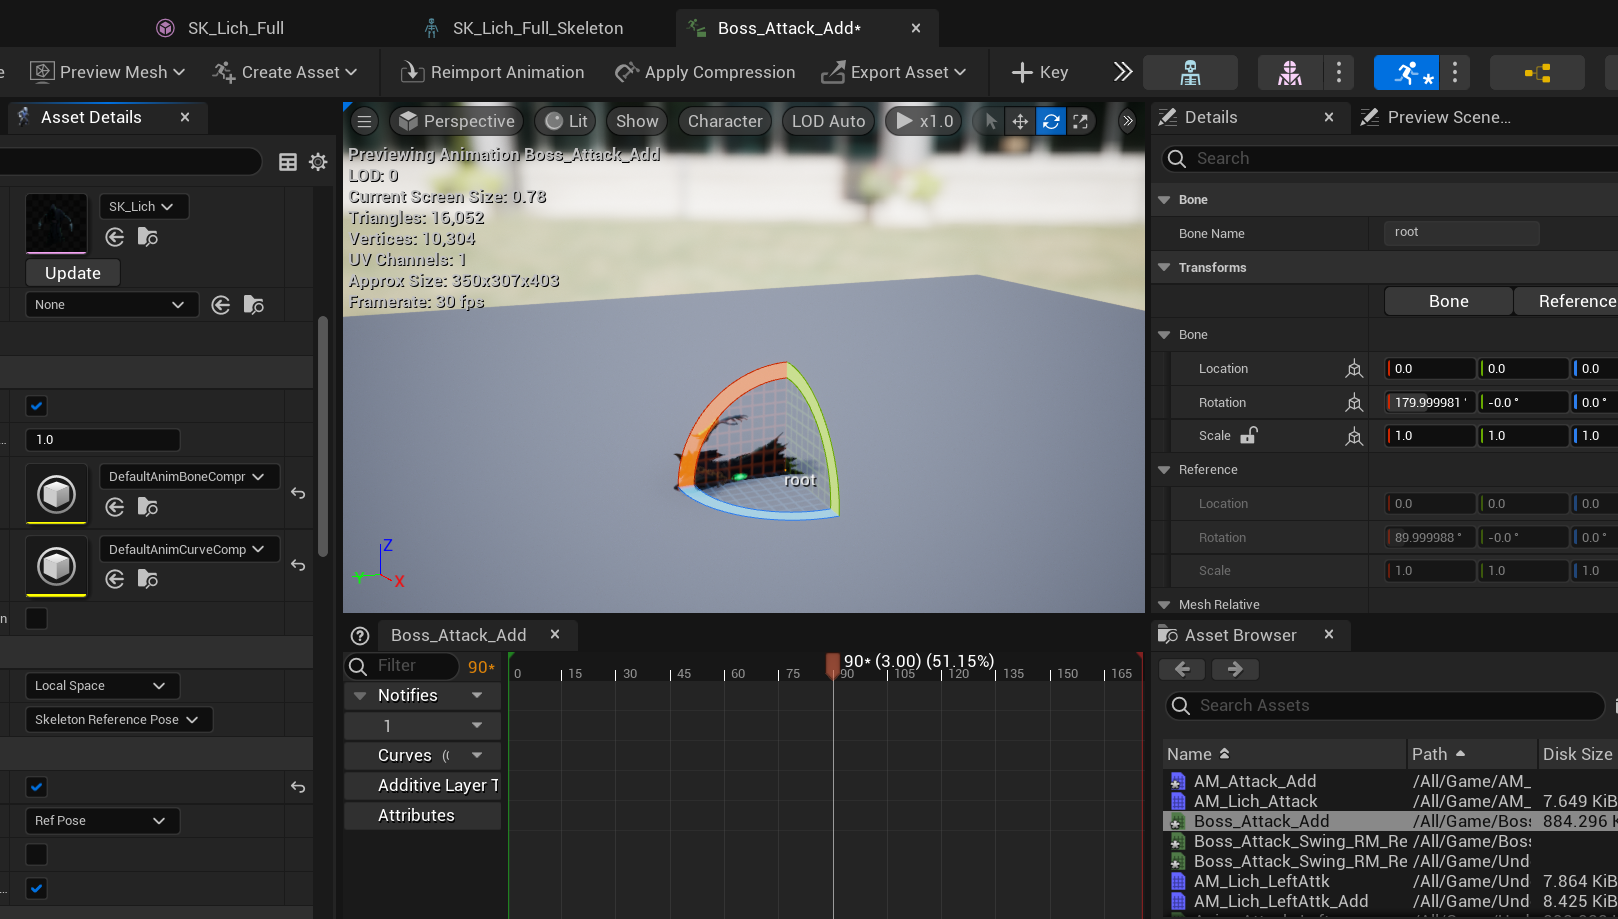 SK_Lich_Full
SK_Lich_Full_Skeleton
Boss_Attack_Add*
e
Preview Mesh
Create Asset
Reimport Animation
Apply Compression
Export Asset
Key
Asset Details
SK_Lich
Update
None
...
1.0
DefaultAnimBoneCompr
DefaultAnimCurveComp
n
Local Space
Skeleton Reference Pose
Ref Pose
...
Perspective
Lit
Show
Character
LOD Auto
x1.0
Previewing Animation Boss_Attack_Add
LOD: 0
Current Screen Size: 0.78
Triangles: 16,052
Vertices: 10,304
UV Channels: 1
Approx Size: 350x307x403
Framerate: 30 fps
root
Z
Y
X
Boss_Attack_Add
Filter
90*
90* (3.00) (51.15%)
0 15 30 45 60 75 90 105 120 135 150 165
Notifies
1
Curves
Additive Layer T
Attributes
Details
Preview Scene...
Search
Bone
Bone Name
root
Transforms
Bone
Reference
Bone
Location
0.0
0.0
0.0
Rotation
179.999981 °
-0.0 °
0.0 °
Scale
1.0
1.0
1.0
Reference
Location
0.0
0.0
0.0
Rotation
89.999988 °
-0.0 °
0.0 °
Scale
1.0
1.0
1.0
Mesh Relative
Asset Browser
Search Assets
Name
Path
Disk Size
AM_Attack_Add /All/Game/AM_
AM_Lich_Attack /All/Game/AM_ 7.649 KiB
Boss_Attack_Add /All/Game/Boss 884.296 K
Boss_Attack_Swing_RM_Re /All/Game/Boss
Boss_Attack_Swing_RM_Re /All/Game/Und
AM_Lich_LeftAttk /All/Game/Und 7.864 KiB
AM_Lich_LeftAttk_Add /All/Game/Und 8.425 KiB